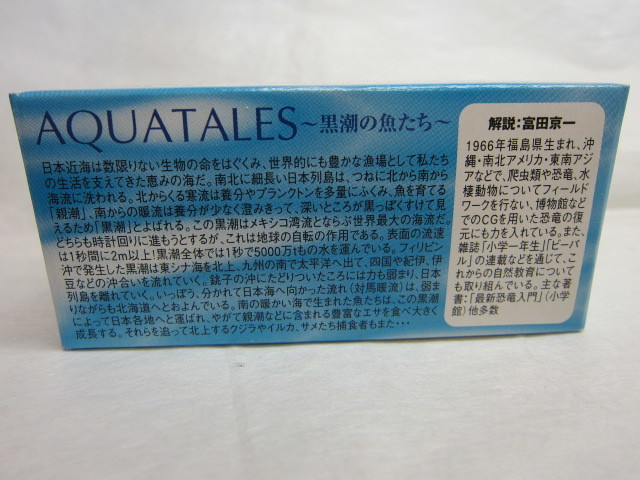 AQUATALES~黒潮の魚たち~
日本近海は数限りない生物の命をはぐくみ、世界的にも豊かな漁場として私たち
の生活を支えてきた恵みの海だ。南北に細長い日本列島は、つねに北から南から
海流に洗われる。北からくる寒流は養分やプランクトンを多量にふくみ、魚を育てる
「親潮」、南からの暖流は養分が少なく澄みきって、深いところが黒っぽくすけて見
えるため「黒潮」とよばれる。この黒潮はメキシコ湾流とならぶ世界最大の海流だ。
どちらも時計回りに進もうとするが、これは地球の自転の作用である。表面の流速
は1秒間に2m以上!黒潮全体では1秒で5000万tもの水を運んでいる。フィリピン
沖で発生した黒潮は東シナ海を北上、九州の南で太平洋へ出て、四国や紀伊、伊
豆などの沖合いを流れていく。銚子の沖にたどりついたころには力も弱まり、日本
列島を離れていく。いっぽう、分かれて日本海へ向かった流れ(対馬暖流)は、弱ま
りながらも北海道へとおよんでいる。南の暖かい海で生まれた魚たちは、この黒潮
によって日本各地へと運ばれ、やがて親潮などに含まれる豊富なエサを食べ大きく
成長する。それらを追って北上するクジラやイルカ、サメたち捕食者もまた・・・
解説:富田京一
1966年福島県生まれ、沖
縄・南北アメリカ・東南アジ
アなどで、爬虫類や恐竜、水
棲動物についてフィールド
ワークを行ない、博物館など
でのCGを用いた恐竜の復
元にも力を入れている。また、
雑誌「小学一年生」「ビーパ
ル」の連載などを通じて、こ
れからの自然教育について
も取り組んでいる。主な著
書:「最新恐竜入門」(小学
館)他多数